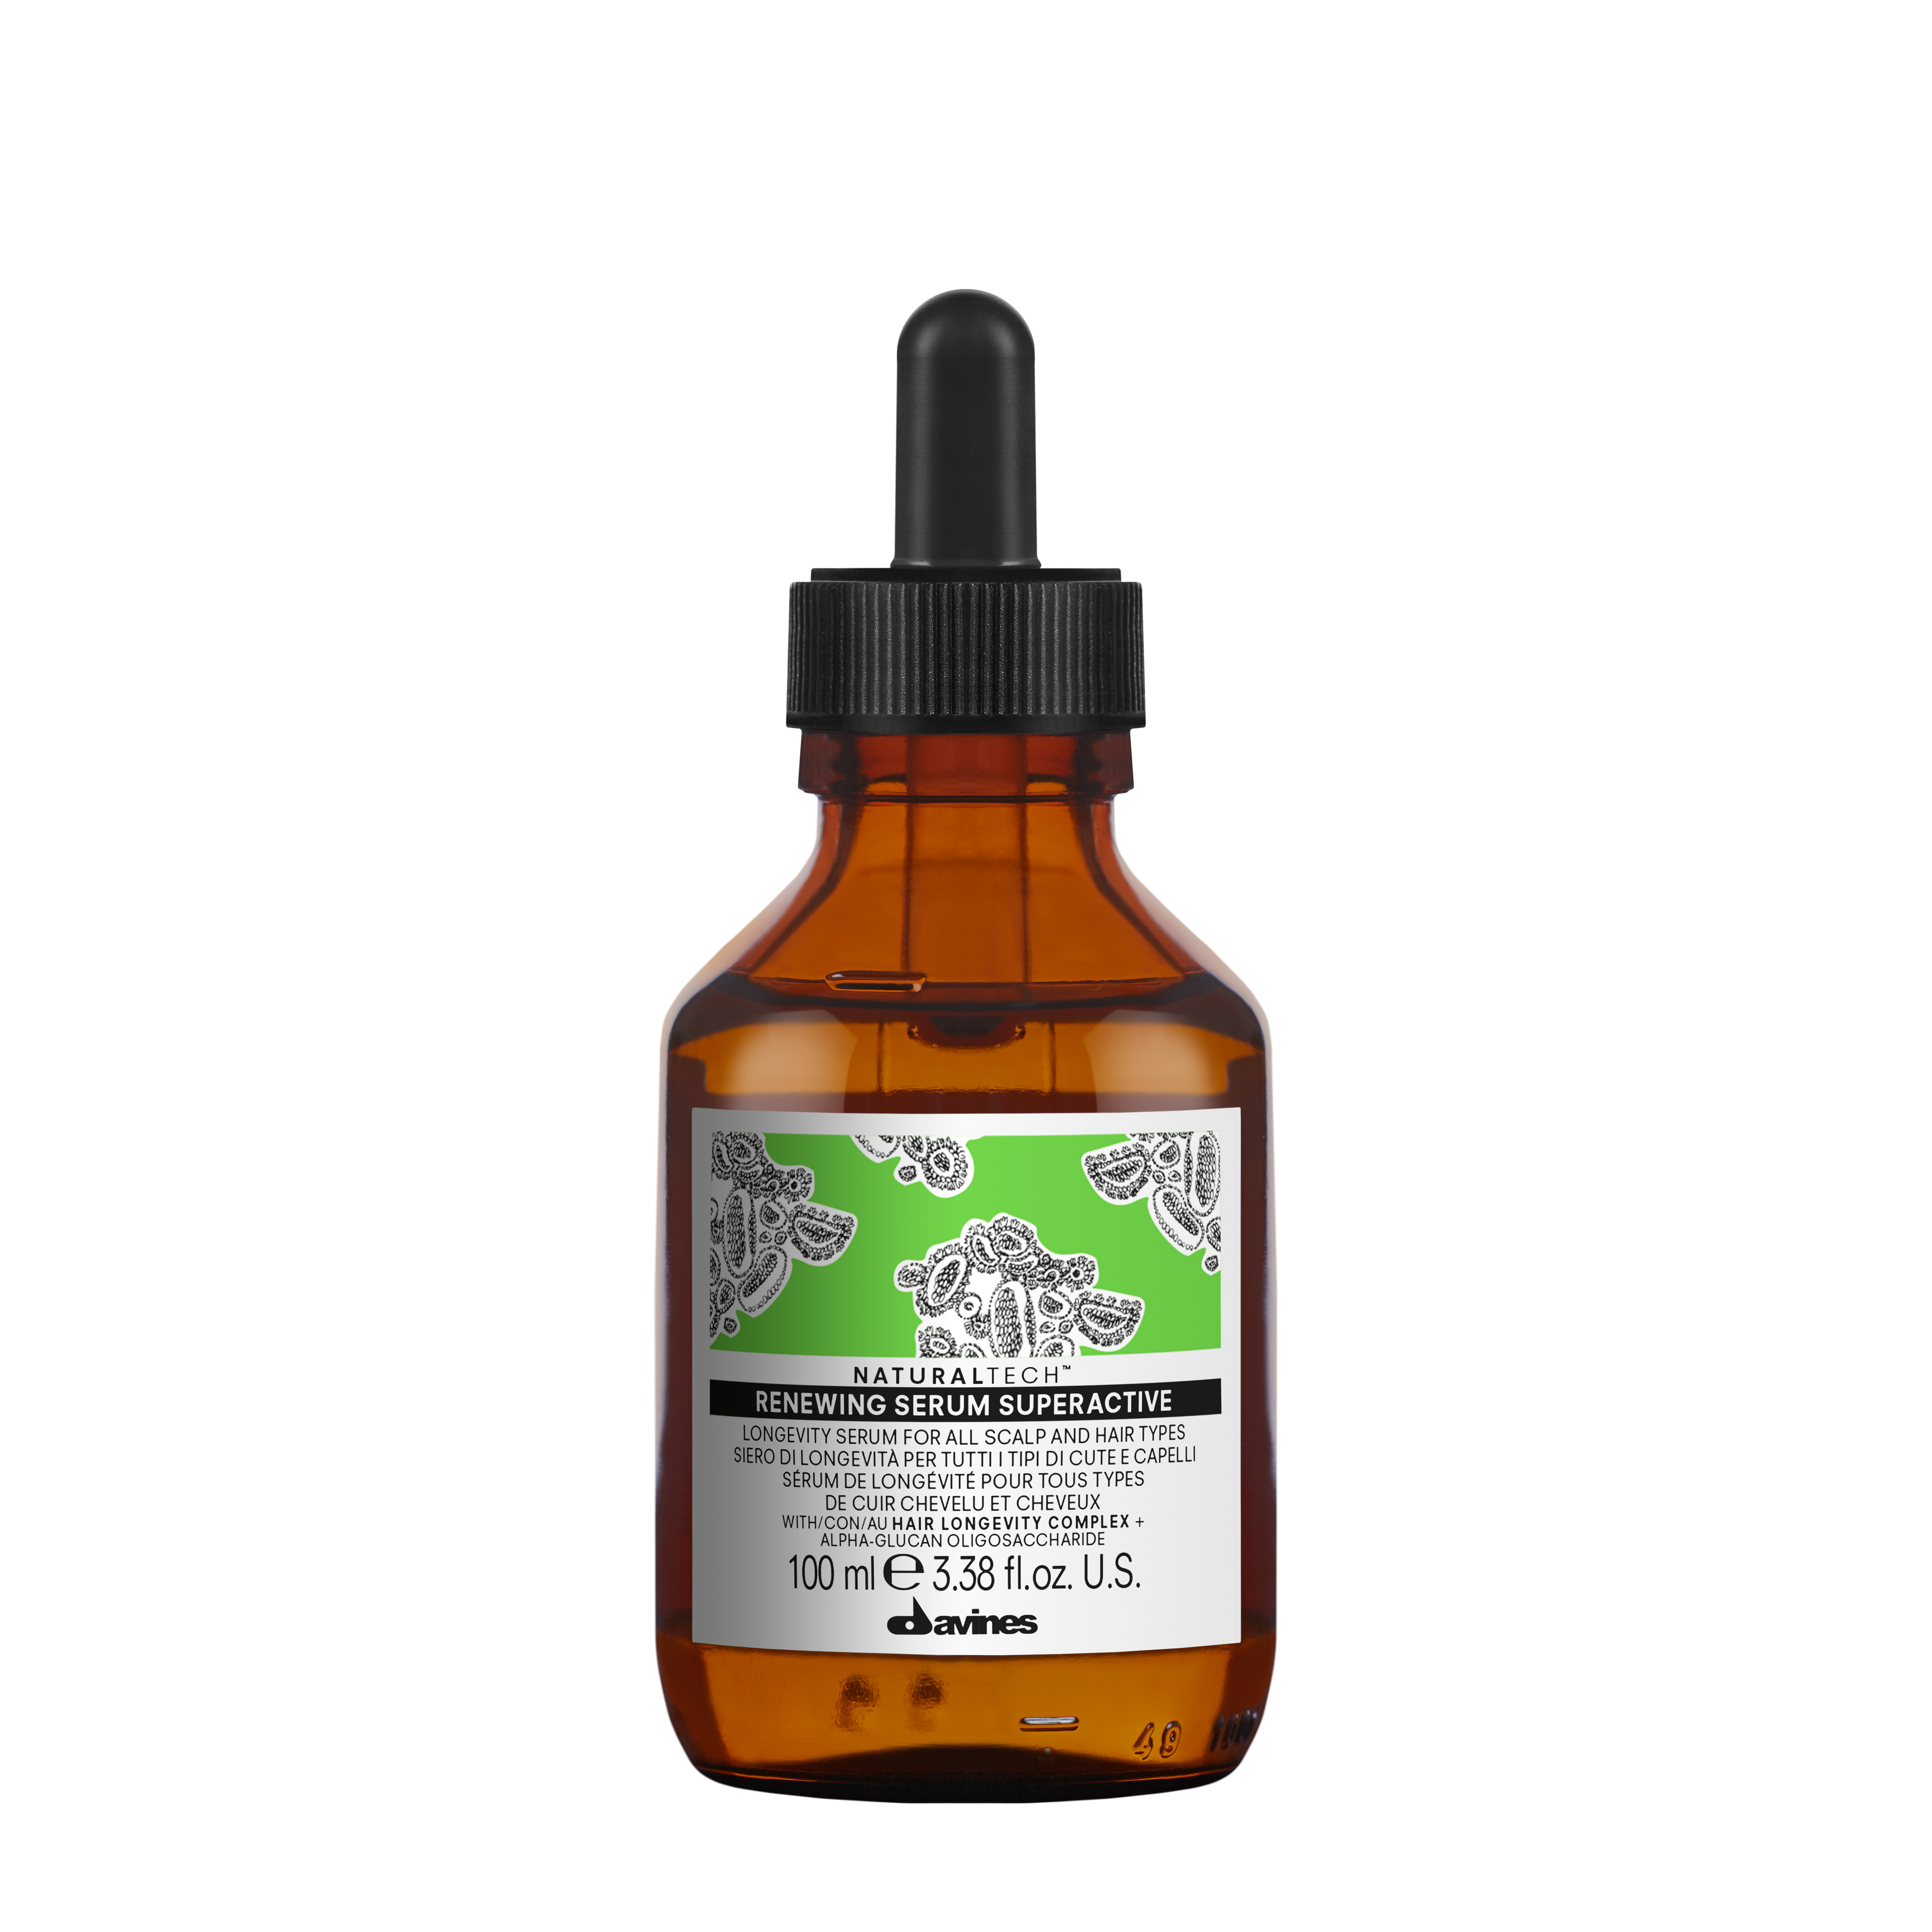 NATURALTECH™
RENEWING SERUM SUPERACTIVE
LONGEVITY SERUM FOR ALL SCALP AND HAIR TYPES
SIERO DI LONGEVITÀ PER TUTTI I TIPI DI CUTE E CAPELLI
SÉRUM DE LONGÉVITÉ POUR TOUS TYPES
DE CUIR CHEVELU ET CHEVEUX
WITH/CON/AU HAIR LONGEVITY COMPLEX +
ALPHA-GLUCAN OLIGOSACCHARIDE
100 ml ℮ 3.38 fl.oz. U.S.
davines
49